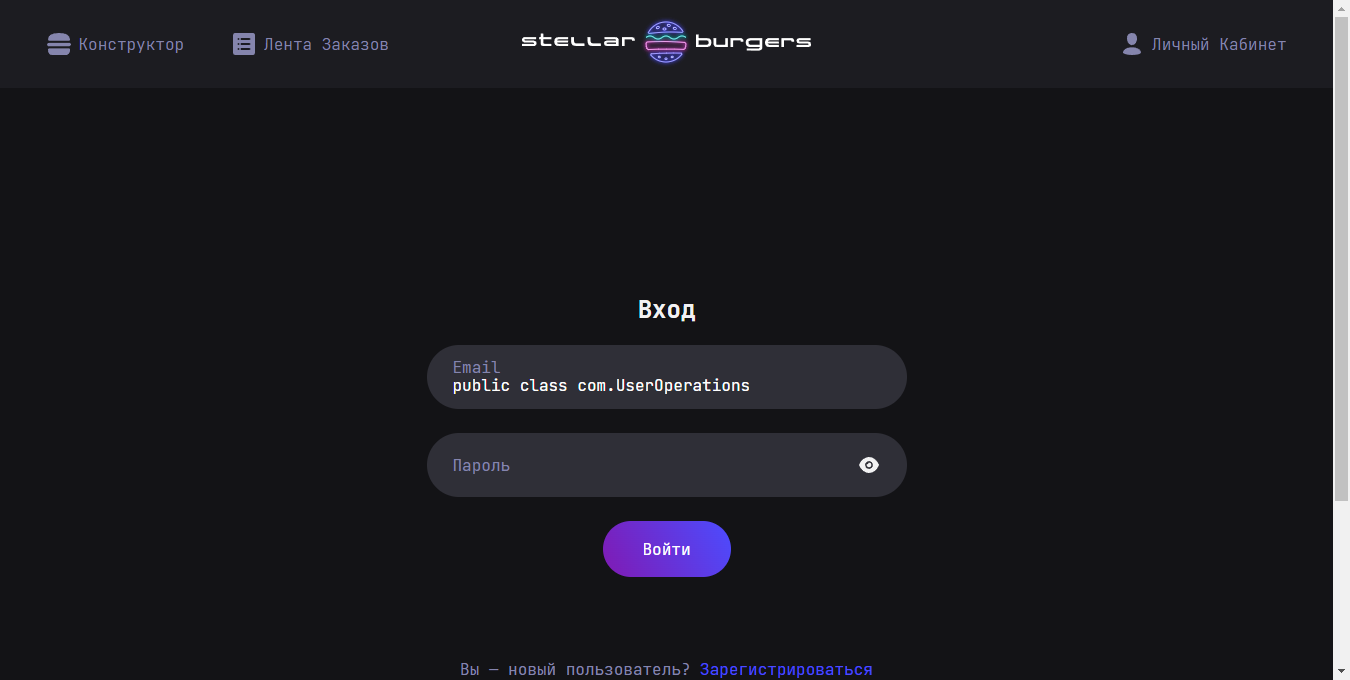 Конструктор
Лента Заказов
stellar burgers
Личный Кабинет
Вход
Email
public class com.UserOperations
Пароль
Войти
Вы — новый пользователь? Зарегистрироваться